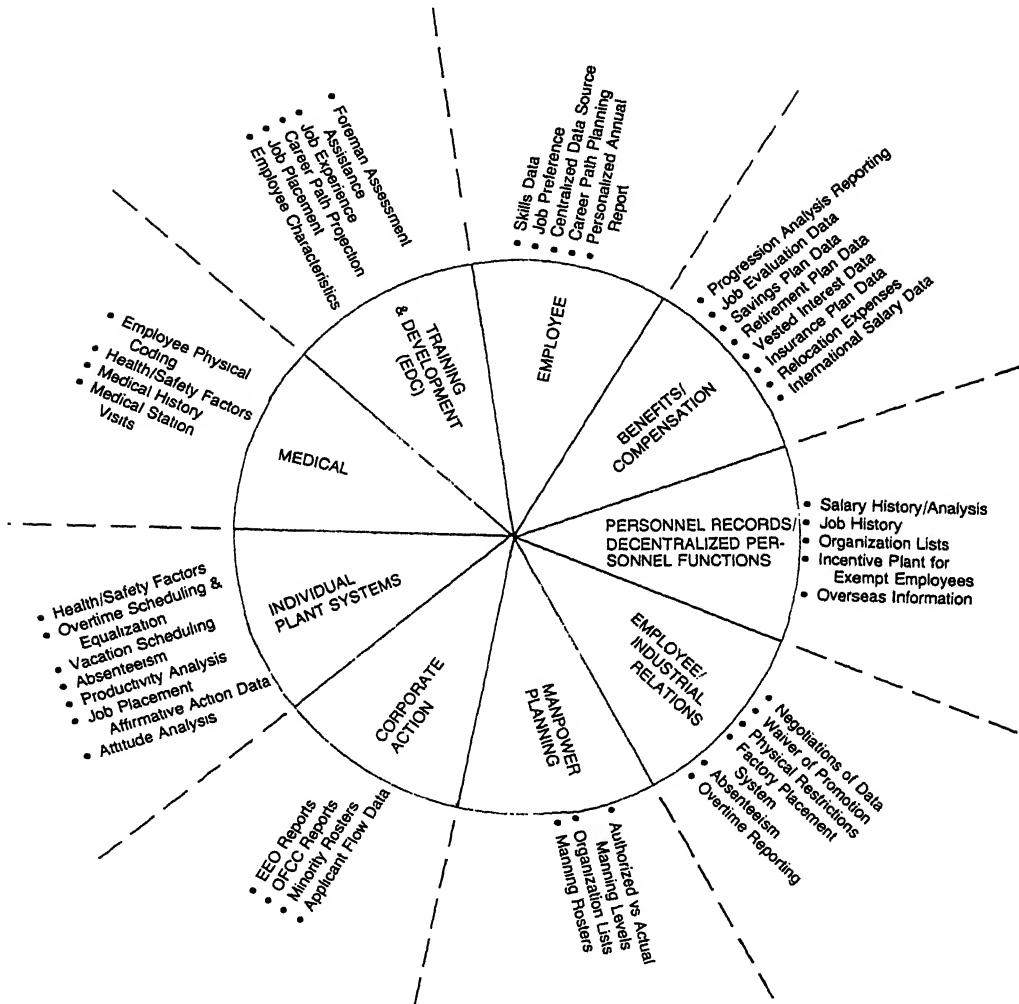 EMPLOYEE
• Skills Data
• Job Preference
• Centralized Data Source
• Career Path Planning
• Personalized Annual
Report
BENEFITS/
COMPENSATION
• Progression Analysis Reporting
• Job Evaluation Data
• Savings Plan Data
• Retirement Plan Data
• Vested Interest Data
• Insurance Plan Data
• Relocation Expenses
• International Salary Data
PERSONNEL RECORDS/
DECENTRALIZED PER-
SONNEL FUNCTIONS
• Salary History/Analysis
• Job History
• Organization Lists
• Incentive Plant for
Exempt Employees
• Overseas Information
EMPLOYEE/
INDUSTRIAL
RELATIONS
• Negotiations of Data
• Waiver of Promotion
• Physical Restrictions
• Factory Placement
System
• Absenteeism
• Overtime Reporting
MANPOWER
PLANNING
• Authorized vs Actual
Manning Levels
• Organization Lists
• Manning Rosters
CORPORATE
ACTION
• EEO Reports
• OFCC Reports
• Minority Rosters
• Applicant Flow Data
INDIVIDUAL
PLANT SYSTEMS
• Health/Safety Factors
• Overtime Scheduling &
Equalization
• Vacation Scheduling
• Absenteeism
• Productivity Analysis
• Job Placement
Affirmative Action Data
• Attitude Analysis
MEDICAL
• Employee Physical
Coding
• Health/Safety Factors
• Medical History
• Medical Station
Visits
TRAINING
& DEVELOPMENT
(EDC)
• Foreman Assessment
Assistance
• Job Experience
• Career Path Projection
• Job Placement
• Employee Characteristics